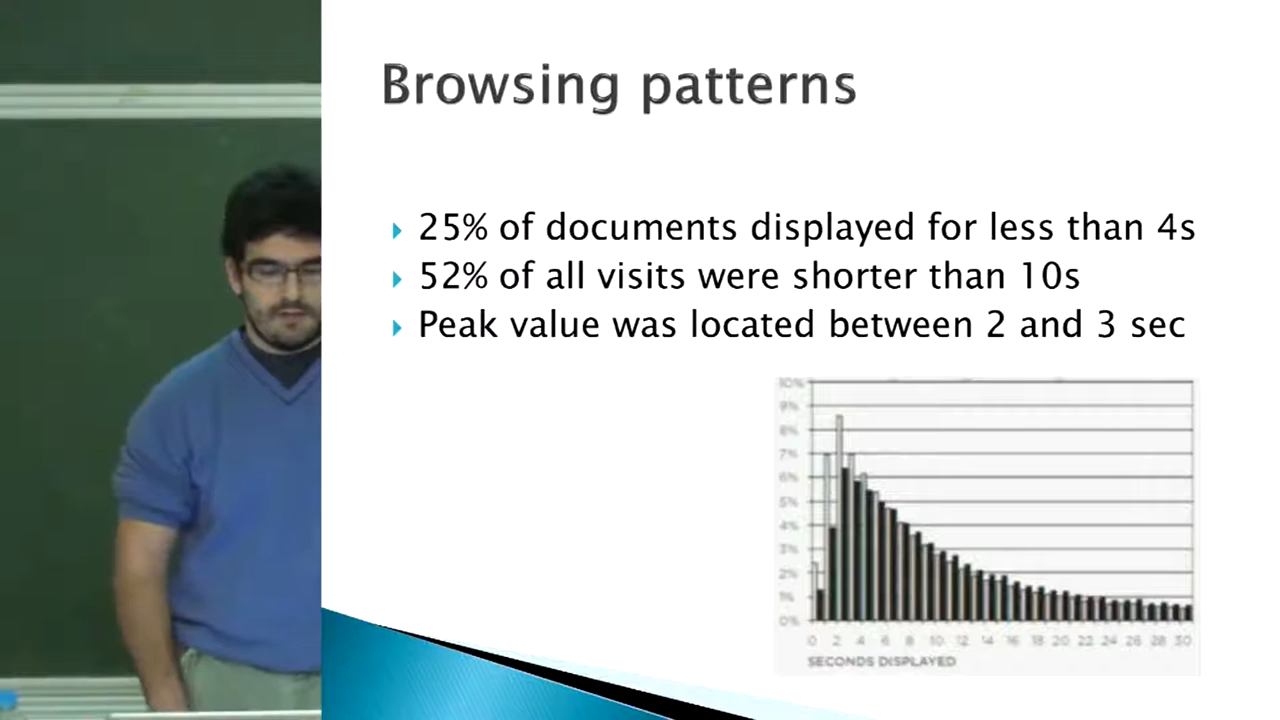 Browsing patterns
25% of documents displayed for less than 4s
52% of all visits were shorter than 10s
Peak value was located between 2 and 3 sec
10%
9%
8%
7%
6%
5%
4%
3%
2%
1%
0%
0 2 4 6 8 10 12 14 16 18 20 22 24 26 28 30
SECONDS DISPLAYED